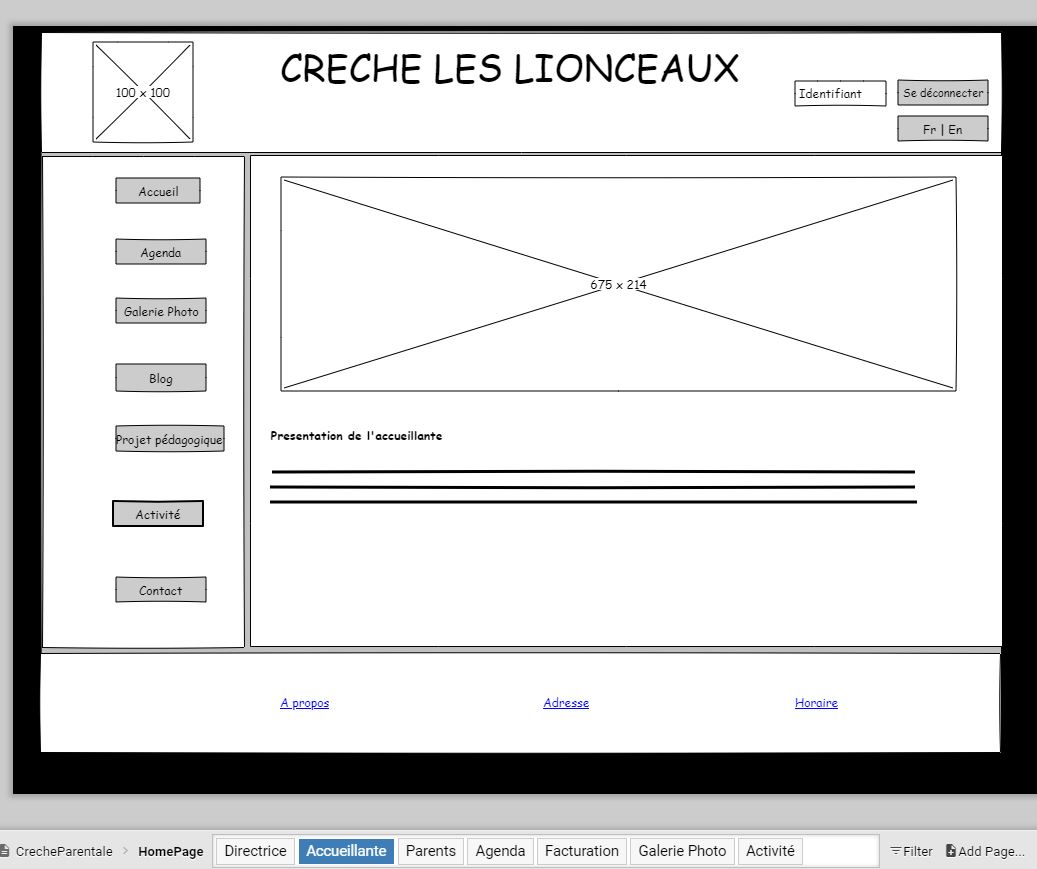 CRECHE LES LIONCEAUX
100 x 100
Identifiant
Se déconnecter
Fr | En
Accueil
Agenda
Galerie Photo
Blog
Projet pédagogique
Activité
Contact
675 x 214
Presentation de l'accueillante
A propos
Adresse
Horaire
CrecheParentale > HomePage
Directrice
Accueillante
Parents
Agenda
Facturation
Galerie Photo
Activité
Filter
Add Page...